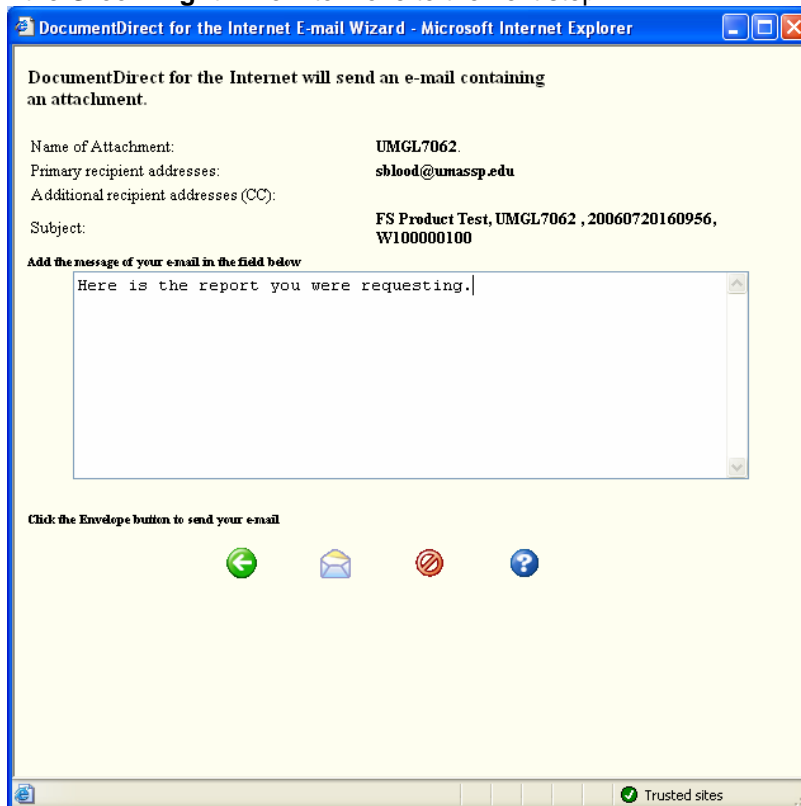 DocumentDirect for the Internet E-mail Wizard - Microsoft Internet Explorer
DocumentDirect for the Internet will send an e-mail containing
an attachment.
Name of Attachment: UMGL7062.
Primary recipient addresses: sblood@umassp.edu
Additional recipient addresses (CC):
Subject: FS Product Test, UMGL7062 , 20060720160956,
W100000100
Add the message of your e-mail in the field below
Here is the report you were requesting.
Click the Envelope button to send your e-mail
Trusted sites